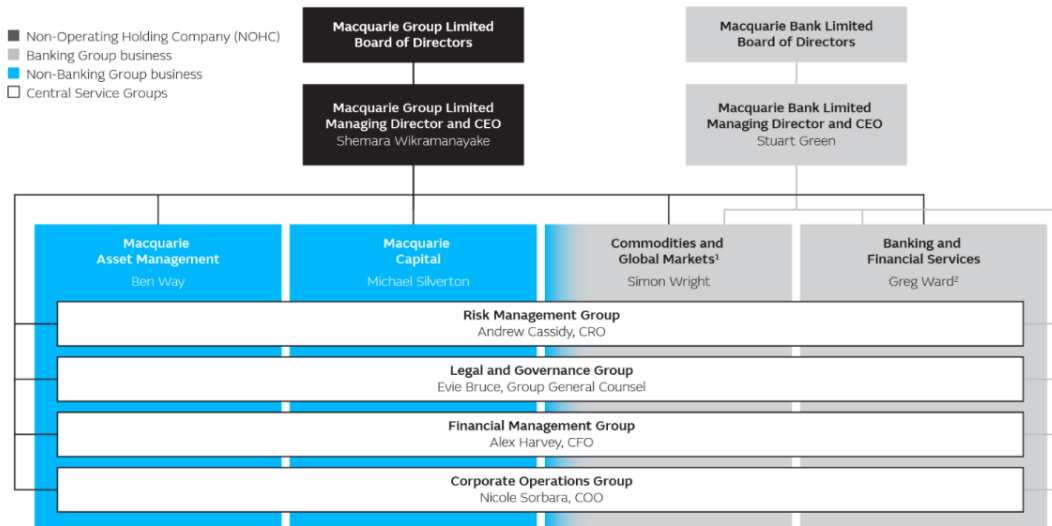 Non-Operating Holding Company (NOHC)
Banking Group business
Non-Banking Group business
Central Service Groups
Macquarie Group Limited
Board of Directors
Macquarie Bank Limited
Board of Directors
Macquarie Group Limited
Managing Director and CEO
Shemara Wikramanayake
Macquarie Bank Limited
Managing Director and CEO
Stuart Green
Macquarie
Asset Management
Ben Way
Macquarie
Capital
Michael Silverton
Commodities and
Global Markets¹
Simon Wright
Banking and
Financial Services
Greg Ward²
Risk Management Group
Andrew Cassidy, CRO
Legal and Governance Group
Evie Bruce, Group General Counsel
Financial Management Group
Alex Harvey, CFO
Corporate Operations Group
Nicole Sorbara, COO